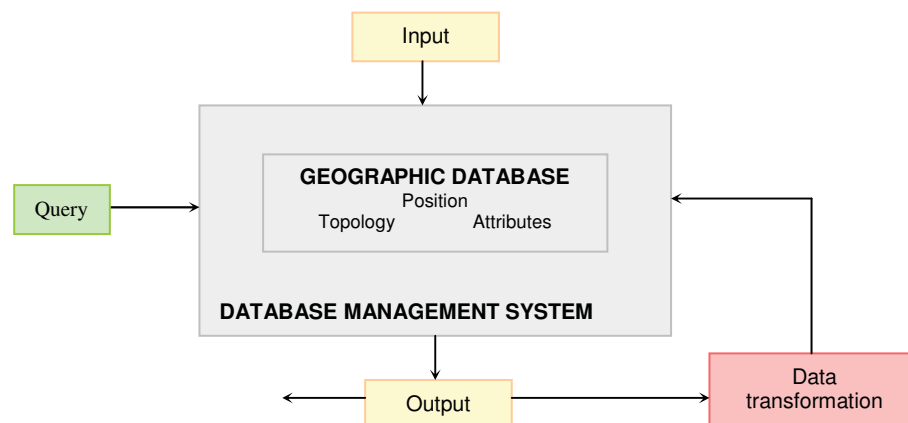 Input
GEOGRAPHIC DATABASE
Position
Topology Attributes
Query
DATABASE MANAGEMENT SYSTEM
Output
Data
transformation